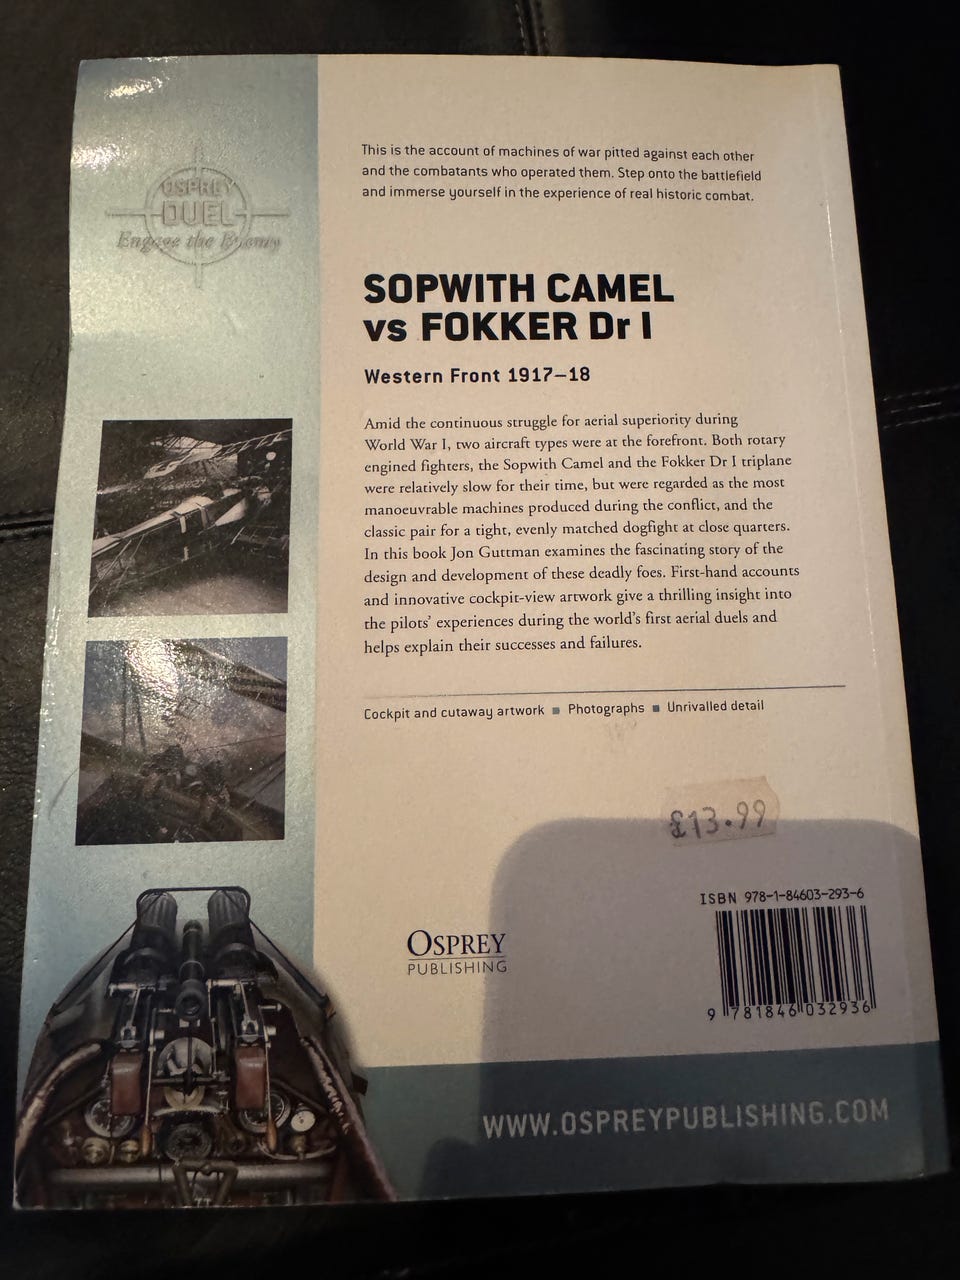 This is the account of machines of war pitted against each other
and the combatants who operated them. Step onto the battlefield
and immerse yourself in the experience of real historic combat.
OSPREY
DUEL
Engage the Enemy
SOPWITH CAMEL
vs FOKKER Dr I
Western Front 1917–18
Amid the continuous struggle for aerial superiority during
World War I, two aircraft types were at the forefront. Both rotary
engined fighters, the Sopwith Camel and the Fokker Dr I triplane
were relatively slow for their time, but were regarded as the most
manoeuvrable machines produced during the conflict, and the
classic pair for a tight, evenly matched dogfight at close quarters.
In this book Jon Guttman examines the fascinating story of the
design and development of these deadly foes. First-hand accounts
and innovative cockpit-view artwork give a thrilling insight into
the pilots' experiences during the world's first aerial duels and
helps explain their successes and failures.
Cockpit and cutaway artwork ■ Photographs ■ Unrivalled detail
£13.99
ISBN 978-1-84603-293-6
OSPREY
PUBLISHING
9 781846 032936
WWW.OSPREYPUBLISHING.COM